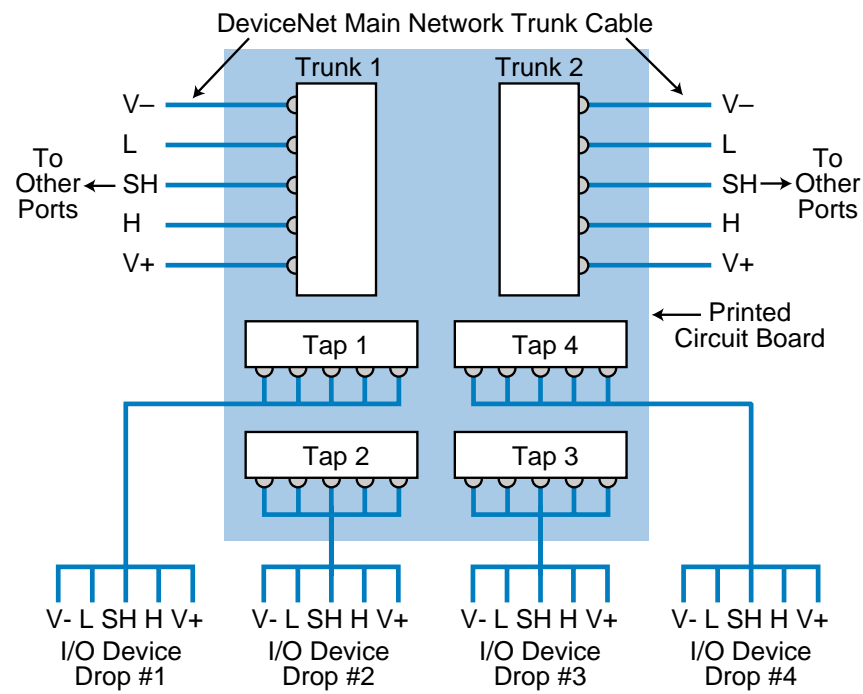 DeviceNet Main Network Trunk Cable
Trunk 1
Trunk 2
V–
L
SH
H
V+
To
Other
Ports
V–
L
SH
H
V+
To
Other
Ports
Printed
Circuit Board
Tap 1
Tap 4
Tap 2
Tap 3
V- L SH H V+
I/O Device
Drop #1
V- L SH H V+
I/O Device
Drop #2
V- L SH H V+
I/O Device
Drop #3
V- L SH H V+
I/O Device
Drop #4